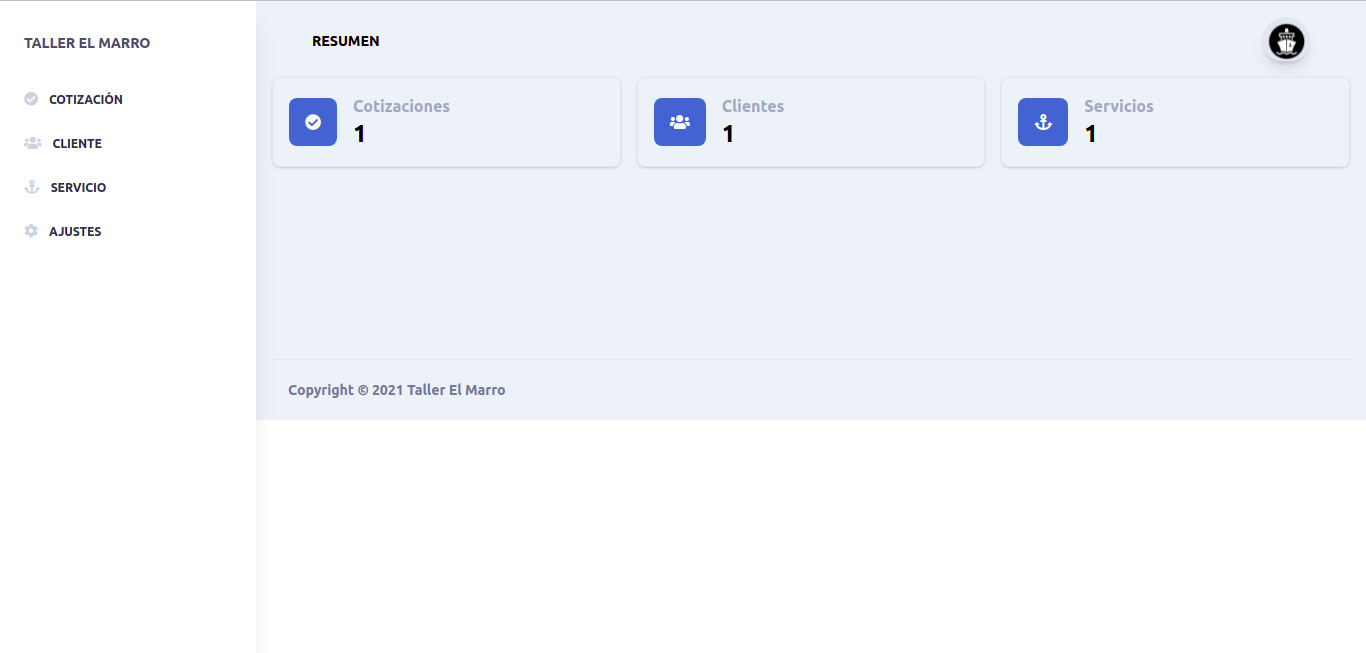 TALLER EL MARRO
COTIZACIÓN
CLIENTE
SERVICIO
AJUSTES
RESUMEN
Cotizaciones
1
Clientes
1
Servicios
1
Copyright © 2021 Taller El Marro